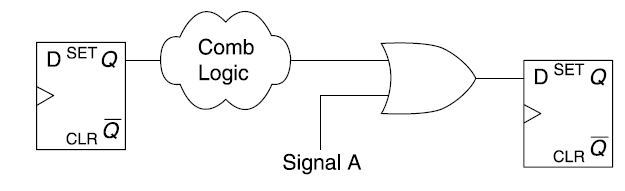 D SET Q
Q̅
CLR
Comb
Logic
Signal A
D SET Q
Q̅
CLR